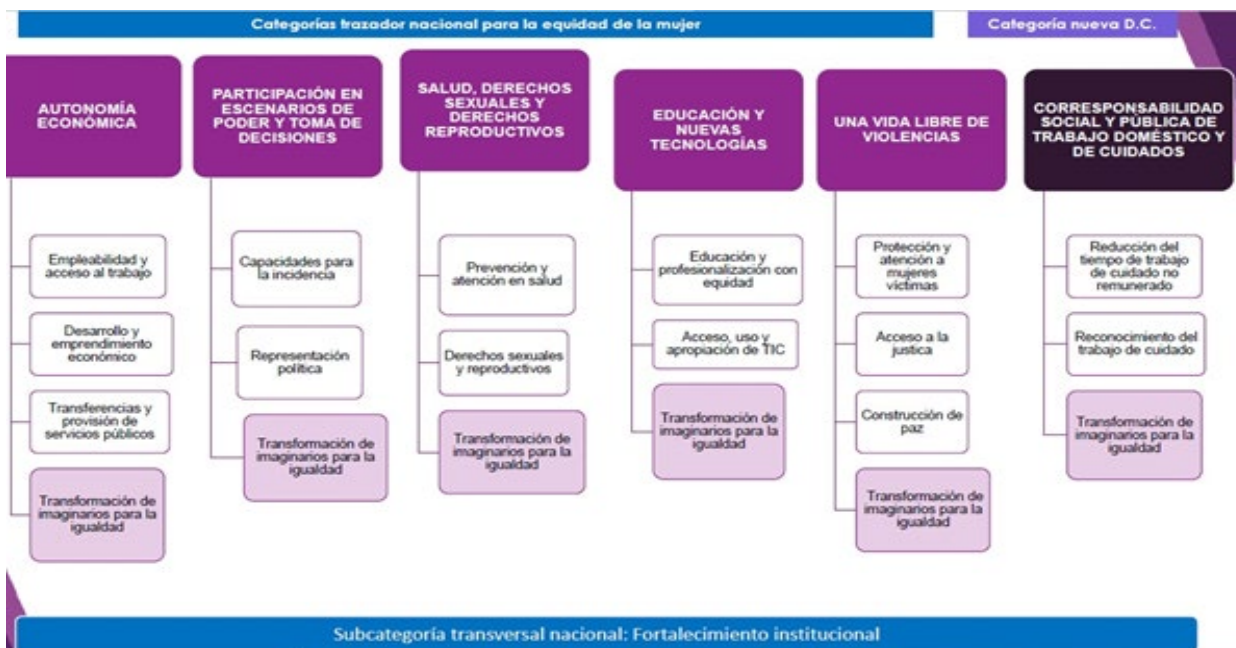 Categorías trazador nacional para la equidad de la mujer
Categoría nueva D.C.
AUTONOMÍA
ECONÓMICA
Empleabilidad y
acceso al trabajo
Desarrollo y
emprendimiento
económico
Transferencias y
provisión de
servicios públicos
Transformación de
imaginarios para la
igualdad
PARTICIPACIÓN EN
ESCENARIOS DE
PODER Y TOMA DE
DECISIONES
Capacidades para
la incidencia
Representación
política
Transformación de
imaginarios para la
igualdad
SALUD, DERECHOS
SEXUALES Y
DERECHOS
REPRODUCTIVOS
Prevención y
atención en salud
Derechos sexuales
y reproductivos
Transformación de
imaginarios para la
igualdad
EDUCACIÓN Y
NUEVAS
TECNOLOGÍAS
Educación y
profesionalización con
equidad
Acceso, uso y
apropiación de TIC
Transformación de
imaginarios para la
igualdad
UNA VIDA LIBRE DE
VIOLENCIAS
Protección y
atención a
mujeres
víctimas
Acceso a la
justica
Construcción de
paz
Transformación de
imaginarios para la
igualdad
CORRESPONSABILIDAD
SOCIAL Y PÚBLICA DE
TRABAJO DOMÉSTICO Y
DE CUIDADOS
Reducción del
tiempo de trabajo
de cuidado no
remunerado
Reconocimiento del
trabajo de cuidado
Transformación de
imaginarios para la
igualdad
Subcategoría transversal nacional: Fortalecimiento institucional